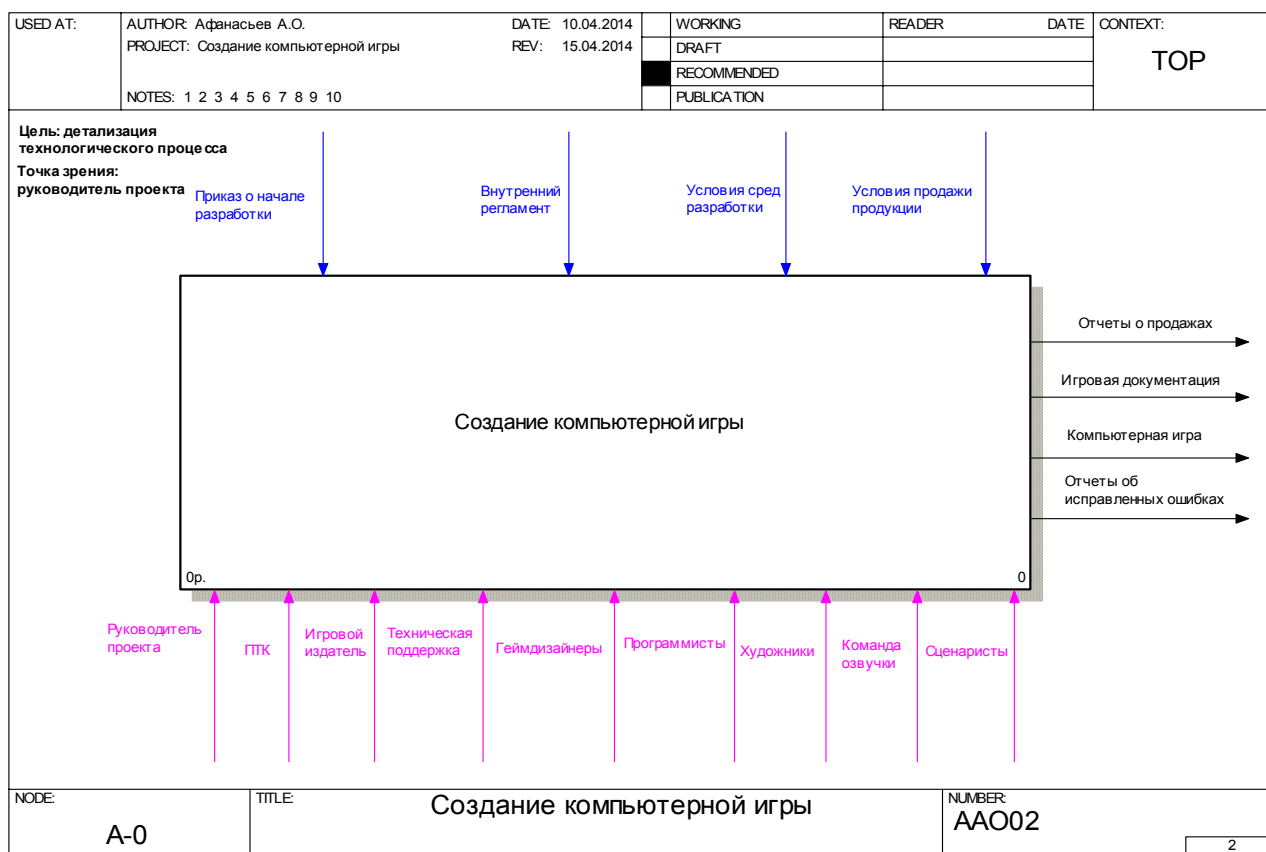 USED AT:
AUTHOR: Афанасьев А.О.
DATE: 10.04.2014
PROJECT: Создание компьютерной игры
REV: 15.04.2014
NOTES: 1 2 3 4 5 6 7 8 9 10
WORKING
DRAFT
RECOMMENDED
PUBLICATION
READER
DATE
CONTEXT:
TOP
Цель: детализация
технологического процесса
Точка зрения:
руководитель проекта
Приказ о начале
разработки
Внутренний
регламент
Условия сред
разработки
Условия продажи
продукции
Отчеты о продажах
Игровая документация
Компьютерная игра
Отчеты об
исправленных ошибках
Создание компьютерной игры
0р.
0
Руководитель
проекта
ПТК
Игровой
издатель
Техническая
поддержка
Геймдизайнеры
Программисты
Художники
Команда
озвучки
Сценаристы
NODE:
A-0
TITLE:
Создание компьютерной игры
NUMBER:
AAO02
2